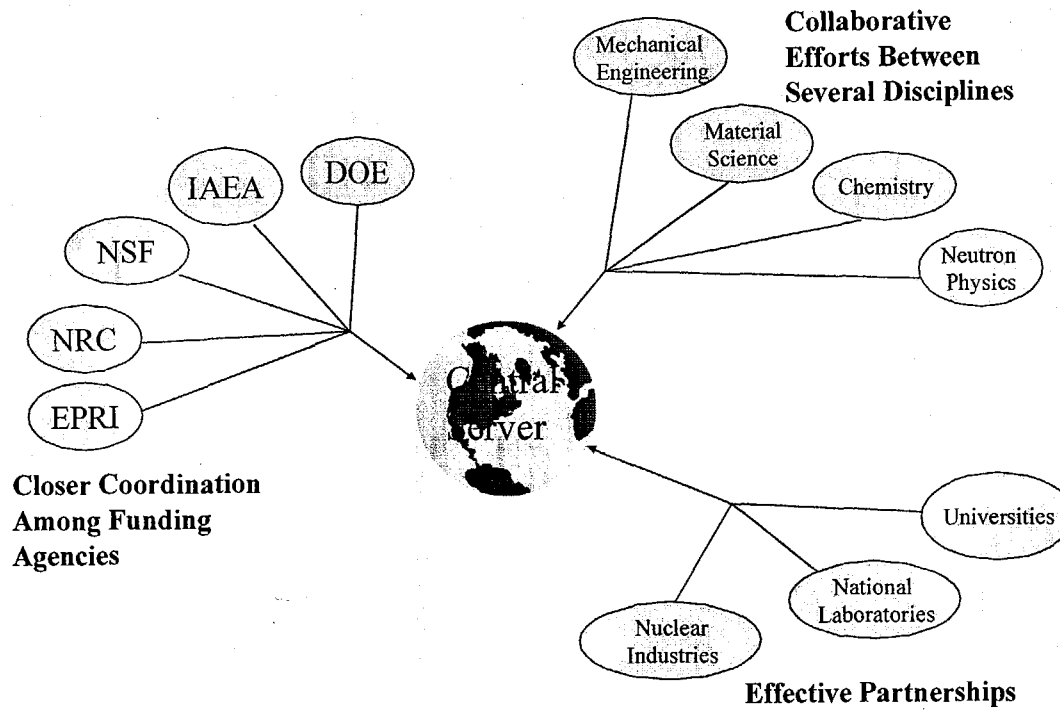 Collaborative
Efforts Between
Several Disciplines
Mechanical
Engineering
Material
Science
Chemistry
Neutron
Physics
DOE
IAEA
NSF
NRC
EPRI
Closer Coordination
Among Funding
Agencies
Central
Server
Universities
National
Laboratories
Nuclear
Industries
Effective Partnerships